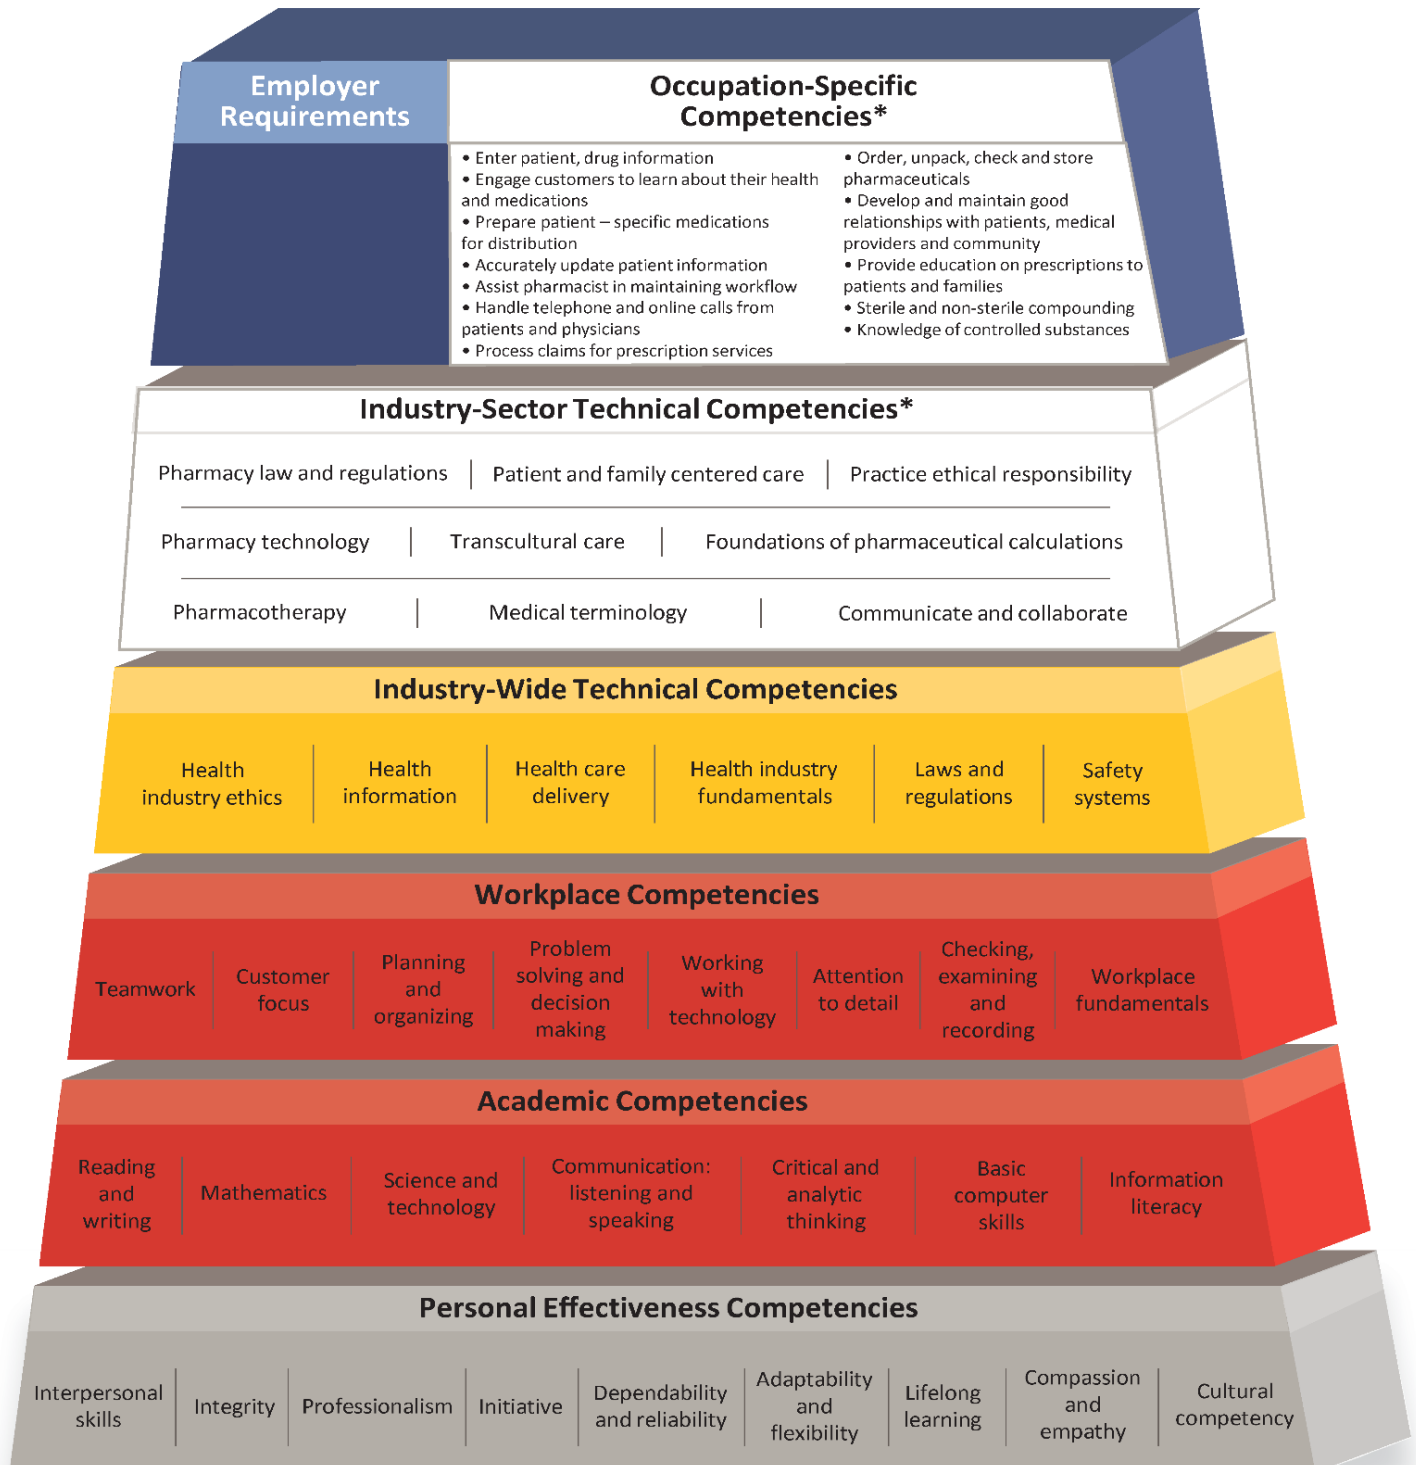 Employer
Requirements
Occupation-Specific
Competencies*
• Enter patient, drug information
• Engage customers to learn about their health
and medications
• Prepare patient – specific medications
for distribution
• Accurately update patient information
• Assist pharmacist in maintaining workflow
• Handle telephone and online calls from
patients and physicians
• Process claims for prescription services
• Order, unpack, check and store
pharmaceuticals
• Develop and maintain good
relationships with patients, medical
providers and community
• Provide education on prescriptions to
patients and families
• Sterile and non-sterile compounding
• Knowledge of controlled substances
Industry-Sector Technical Competencies*
Pharmacy law and regulations
Patient and family centered care
Practice ethical responsibility
Pharmacy technology
Transcultural care
Foundations of pharmaceutical calculations
Pharmacotherapy
Medical terminology
Communicate and collaborate
Industry-Wide Technical Competencies
Health
industry ethics
Health
information
Health care
delivery
Health industry
fundamentals
Laws and
regulations
Safety
systems
Workplace Competencies
Teamwork
Customer
focus
Planning
and
organizing
Problem
solving and
decision
making
Working
with
technology
Attention
to detail
Checking,
examining
and
recording
Workplace
fundamentals
Academic Competencies
Reading
and
writing
Mathematics
Science and
technology
Communication:
listening and
speaking
Critical and
analytic
thinking
Basic
computer
skills
Information
literacy
Personal Effectiveness Competencies
Interpersonal
skills
Integrity
Professionalism
Initiative
Dependability
and reliability
Adaptability
and
flexibility
Lifelong
learning
Compassion
and
empathy
Cultural
competency